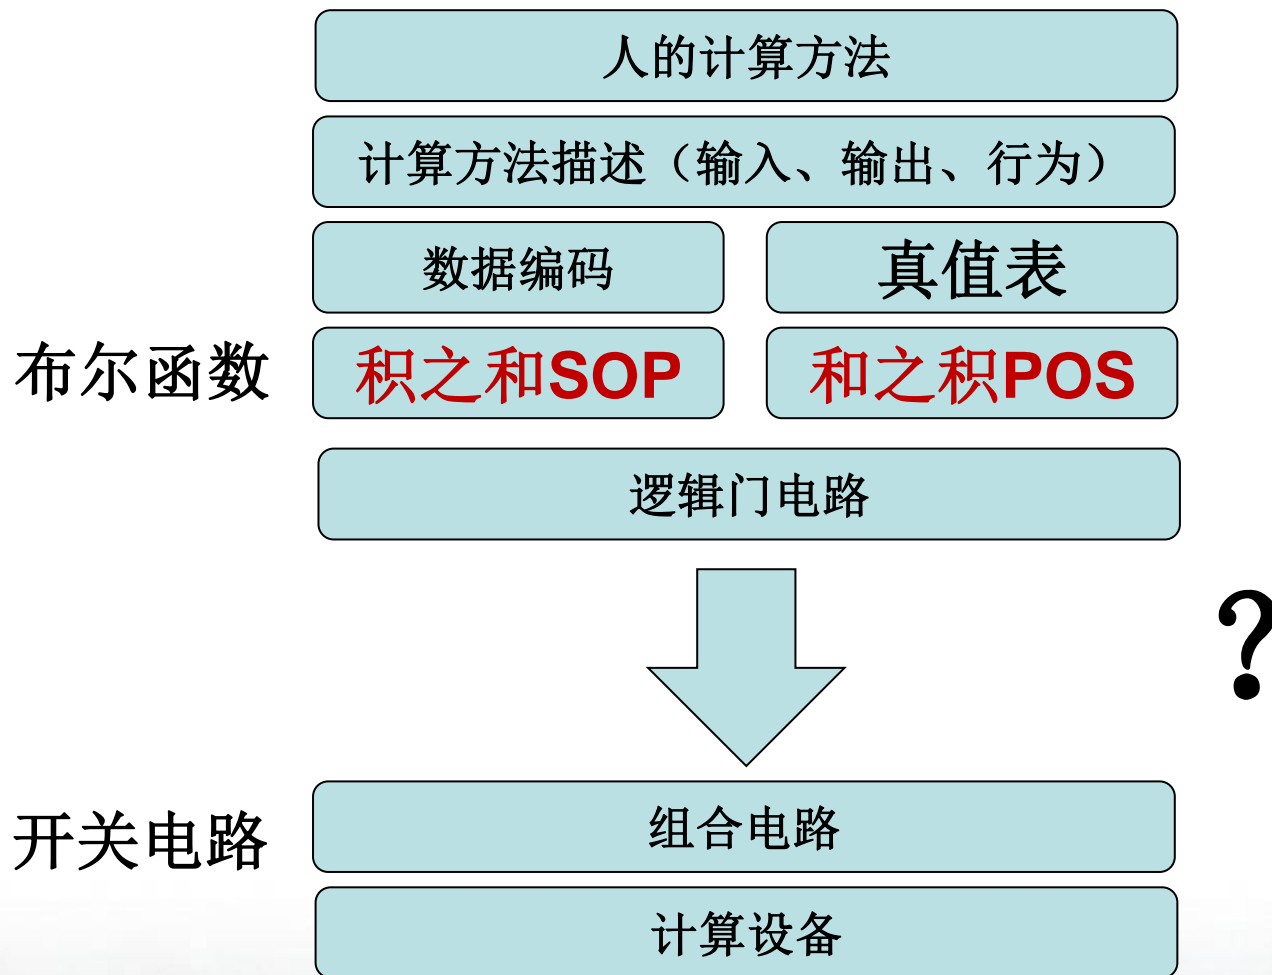 人的计算方法
计算方法描述（输入、输出、行为）
数据编码
真值表
布尔函数
积之和SOP
和之积POS
逻辑门电路
?
开关电路
组合电路
计算设备